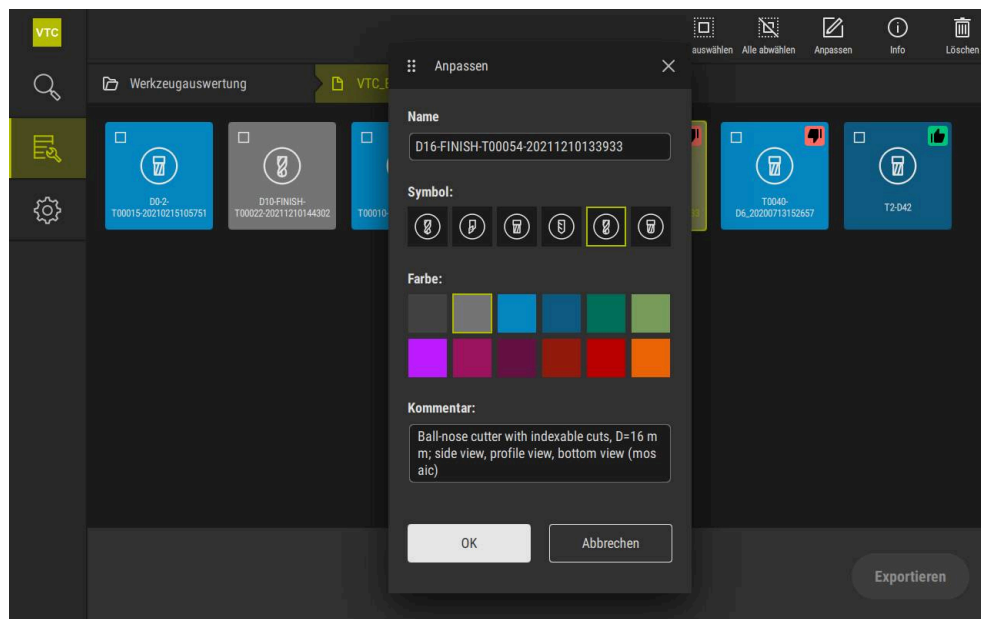 VTC
auswählen
Alle abwählen
Anpassen
Info
Löschen
Werkzeugauswertung
Anpassen
Name
D16-FINISH-T00054-20211210133933
Symbol:
Farbe:
Kommentar:
Ball-nose cutter with indexable cuts, D=16 m
m; side view, profile view, bottom view (mos
aic)
OK
Abbrechen
D0-2-
T00015-20210215105751
D10-FINISH-
T00022-20211210144302
T0040-
D6_20200713152657
T2-D42
Exportieren